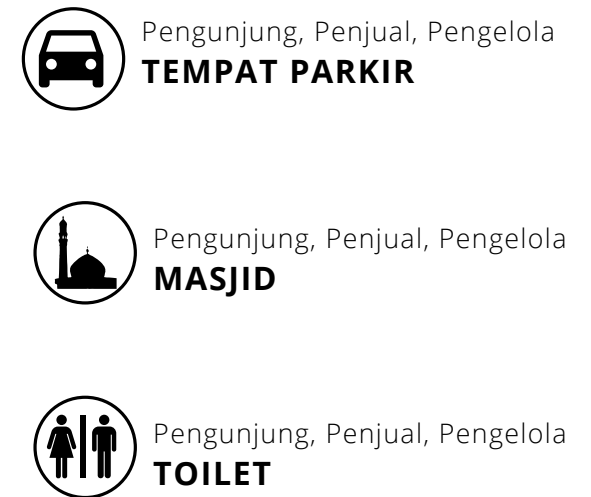 Pengunjung, Penjual, Pengelola
TEMPAT PARKIR
Pengunjung, Penjual, Pengelola
MASJID
Pengunjung, Penjual, Pengelola
TOILET